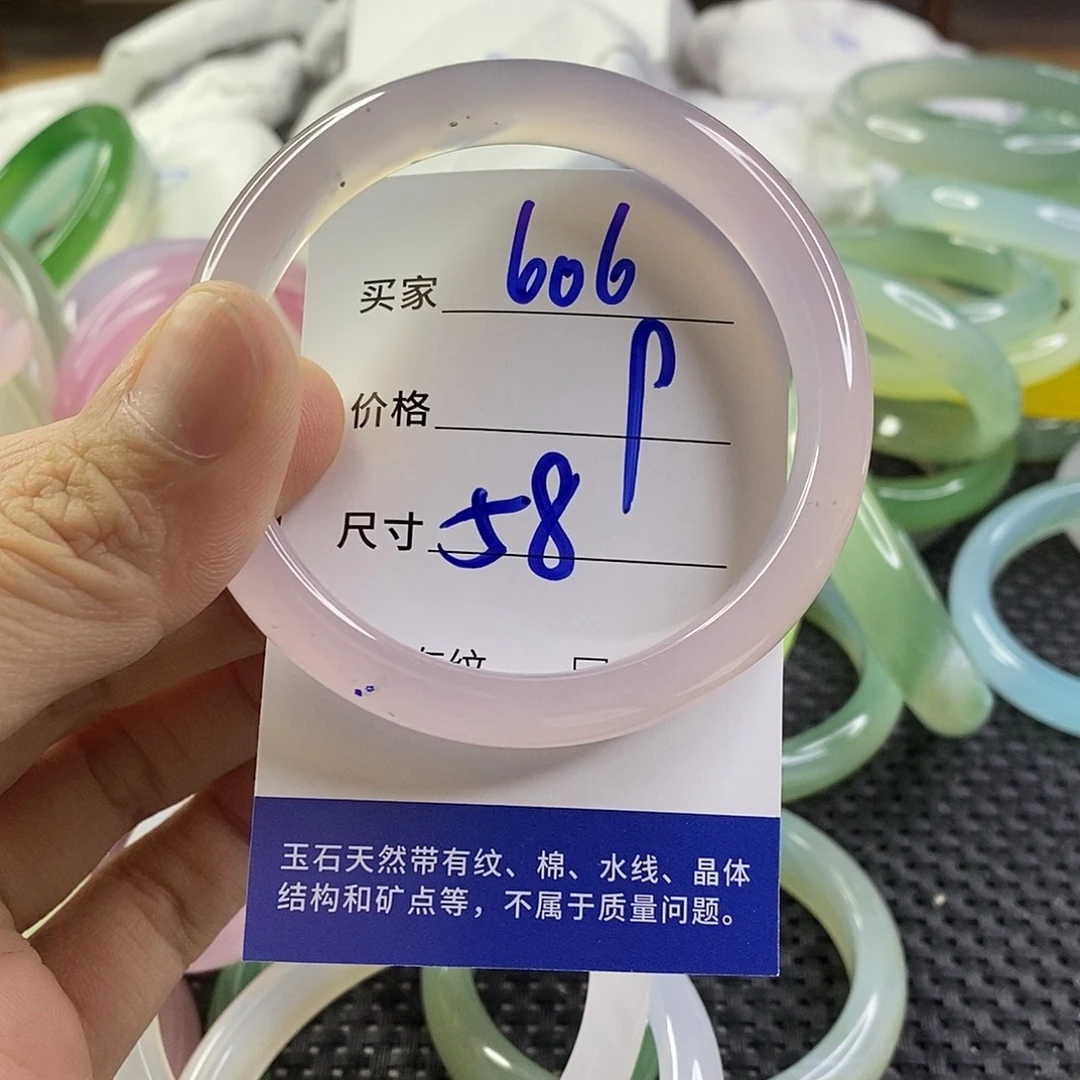 买家 606
价格 P
尺寸 58
玉石天然带有纹、棉、水线、晶体
结构和矿点等，不属于质量问题。